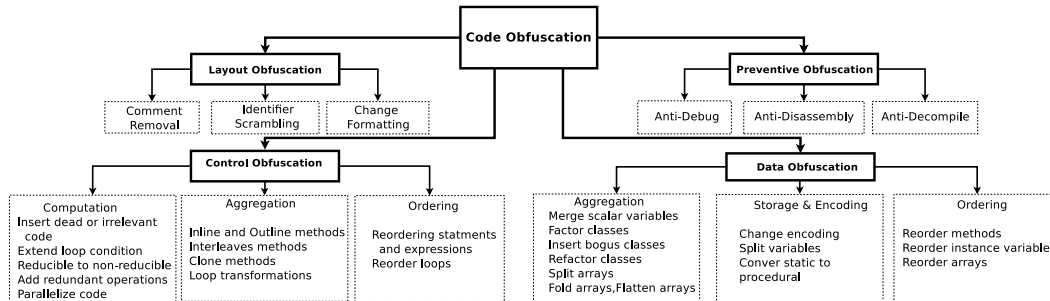 Code Obfuscation
Layout Obfuscation
Comment
Removal
Identifier
Scrambling
Change
Formatting
Preventive Obfuscation
Anti-Debug
Anti-Disassembly
Anti-Decompile
Control Obfuscation
Computation
Insert dead or irrelevant
code
Extend loop condition
Reducible to non-reducible
Add redundant operations
Parallelize code
Aggregation
Inline and Outline methods
Interleaves methods
Clone methods
Loop transformations
Ordering
Reordering statments
and expressions
Reorder loops
Data Obfuscation
Aggregation
Merge scalar variables
Factor classes
Insert bogus classes
Refactor classes
Split arrays
Fold arrays,Flatten arrays
Storage & Encoding
Change encoding
Split variables
Conver static to
procedural
Ordering
Reorder methods
Reorder instance variable
Reorder arrays